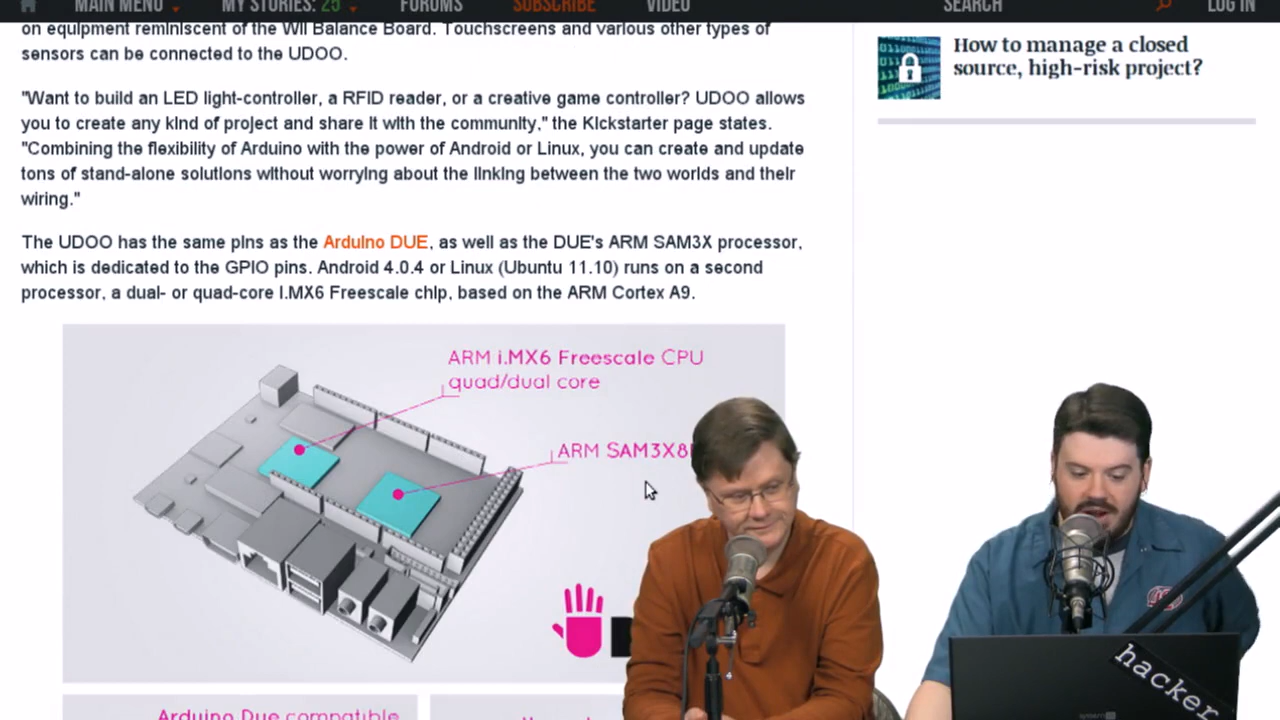 MAIN MENU
MY STORIES: 25
FORUMS
SUBSCRIBE
VIDEO
SEARCH
LOG IN
on equipment reminiscent of the Wii Balance Board. Touchscreens and various other types of
sensors can be connected to the UDOO.
"Want to build an LED light-controller, a RFID reader, or a creative game controller? UDOO allows
you to create any kind of project and share it with the community," the Kickstarter page states.
"Combining the flexibility of Arduino with the power of Android or Linux, you can create and update
tons of stand-alone solutions without worrying about the linking between the two worlds and their
wiring."
The UDOO has the same pins as the Arduino DUE, as well as the DUE's ARM SAM3X processor,
which is dedicated to the GPIO pins. Android 4.0.4 or Linux (Ubuntu 11.10) runs on a second
processor, a dual- or quad-core i.MX6 Freescale chip, based on the ARM Cortex A9.
How to manage a closed
source, high-risk project?
ARM i.MX6 Freescale CPU
quad/dual core
ARM SAM3X8
Arduino Due compatible
hacker